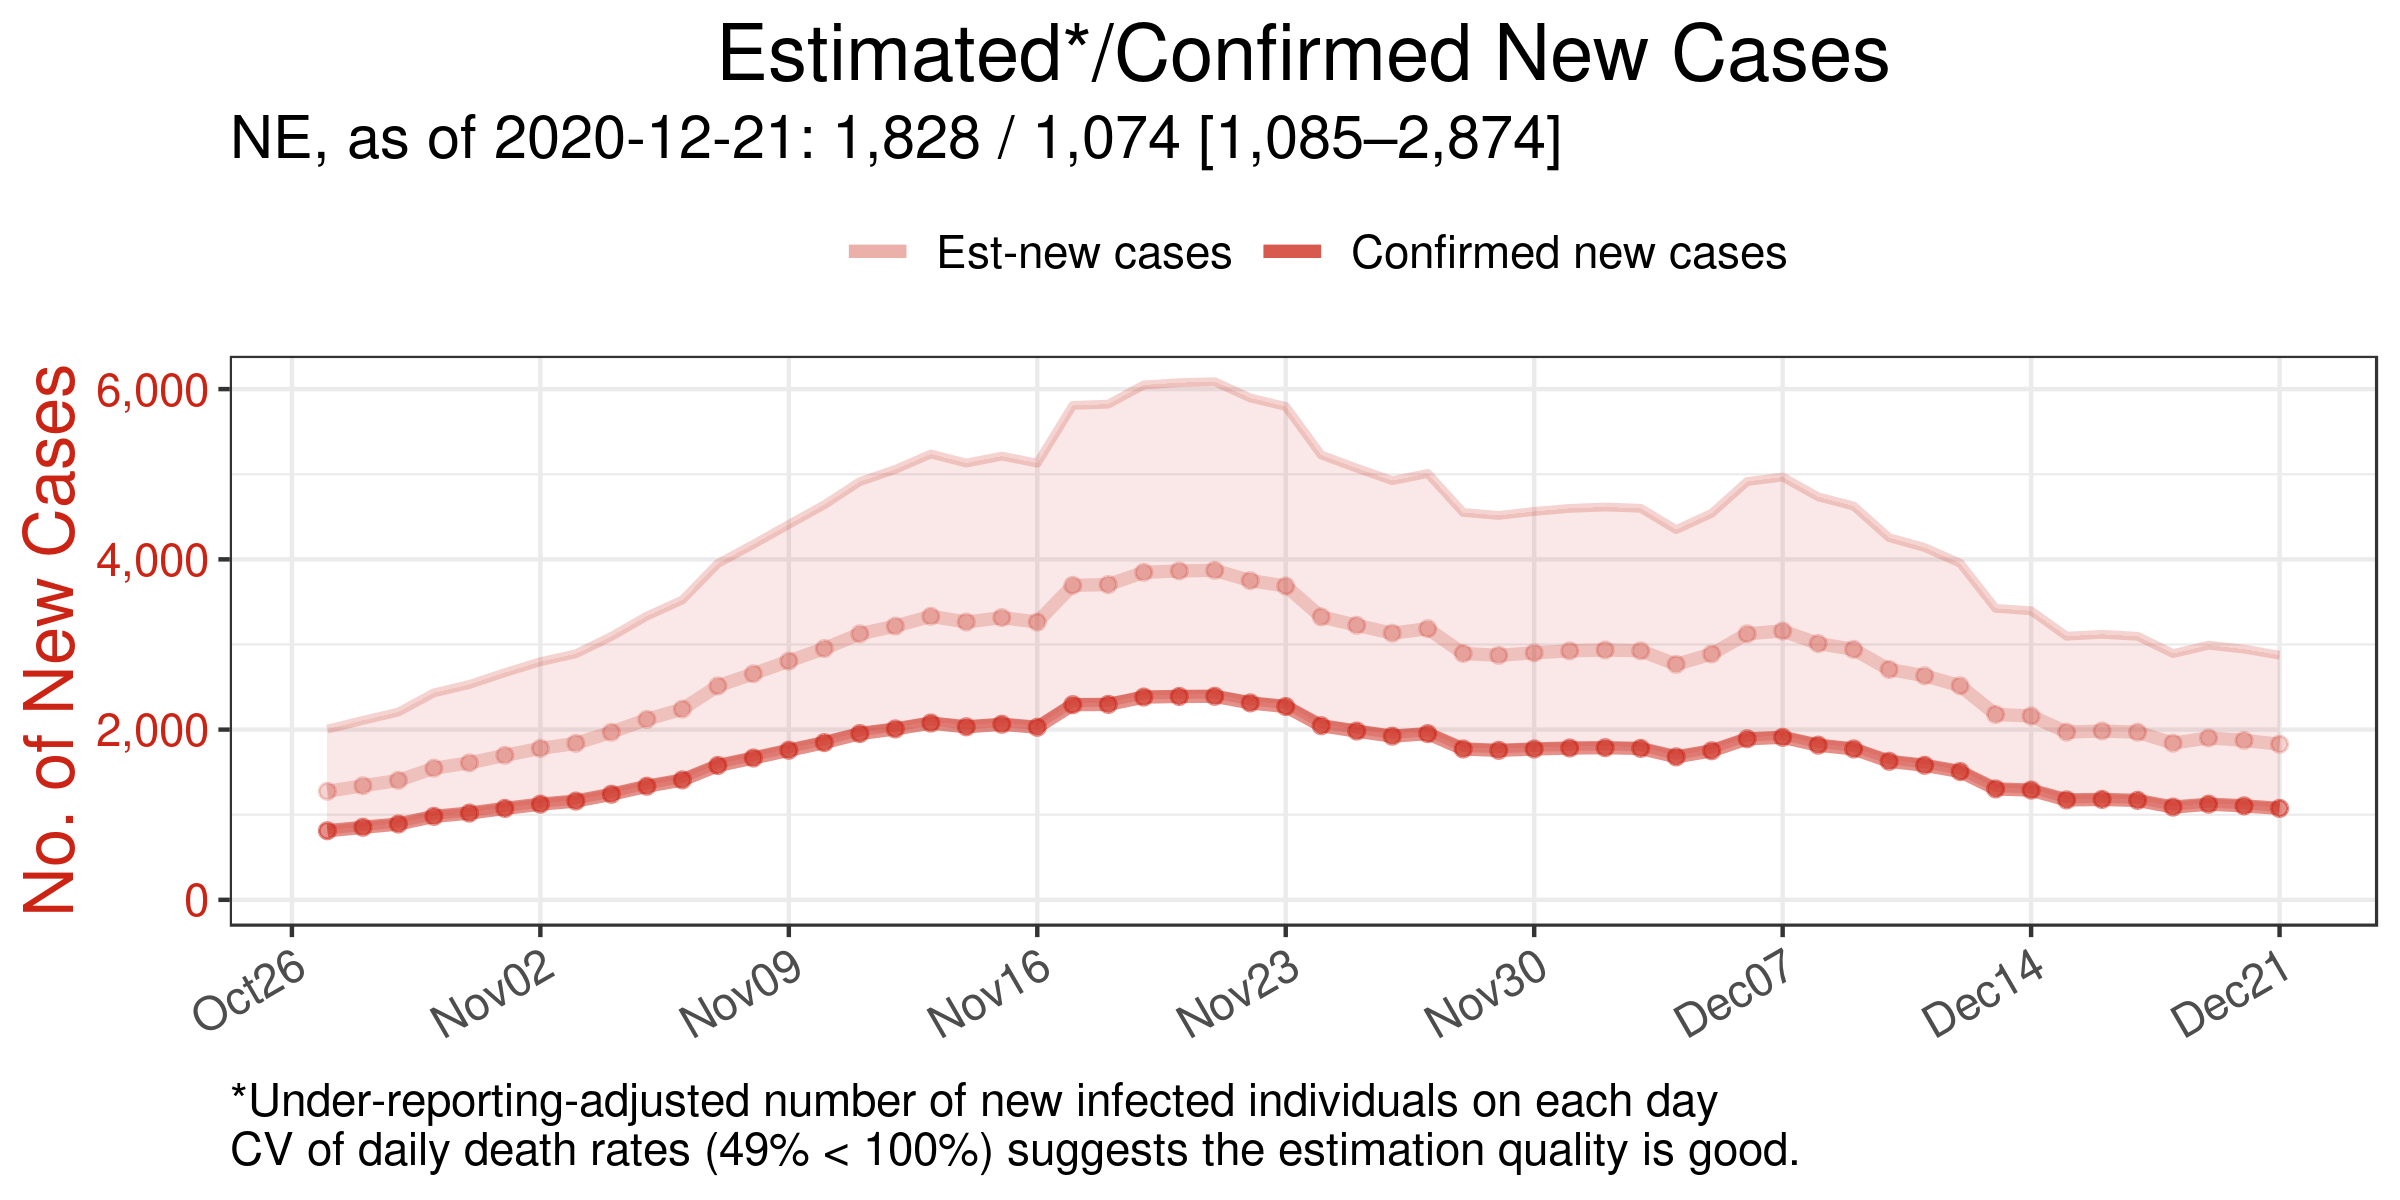 Estimated*/Confirmed New Cases
NE, as of 2020-12-21: 1,828 / 1,074 [1,085–2,874]
Est-new cases
Confirmed new cases
No. of New Cases
6,000
4,000
2,000
0
Oct26
Nov02
Nov09
Nov16
Nov23
Nov30
Dec07
Dec14
Dec21
*Under-reporting-adjusted number of new infected individuals on each day
CV of daily death rates (49% < 100%) suggests the estimation quality is good.